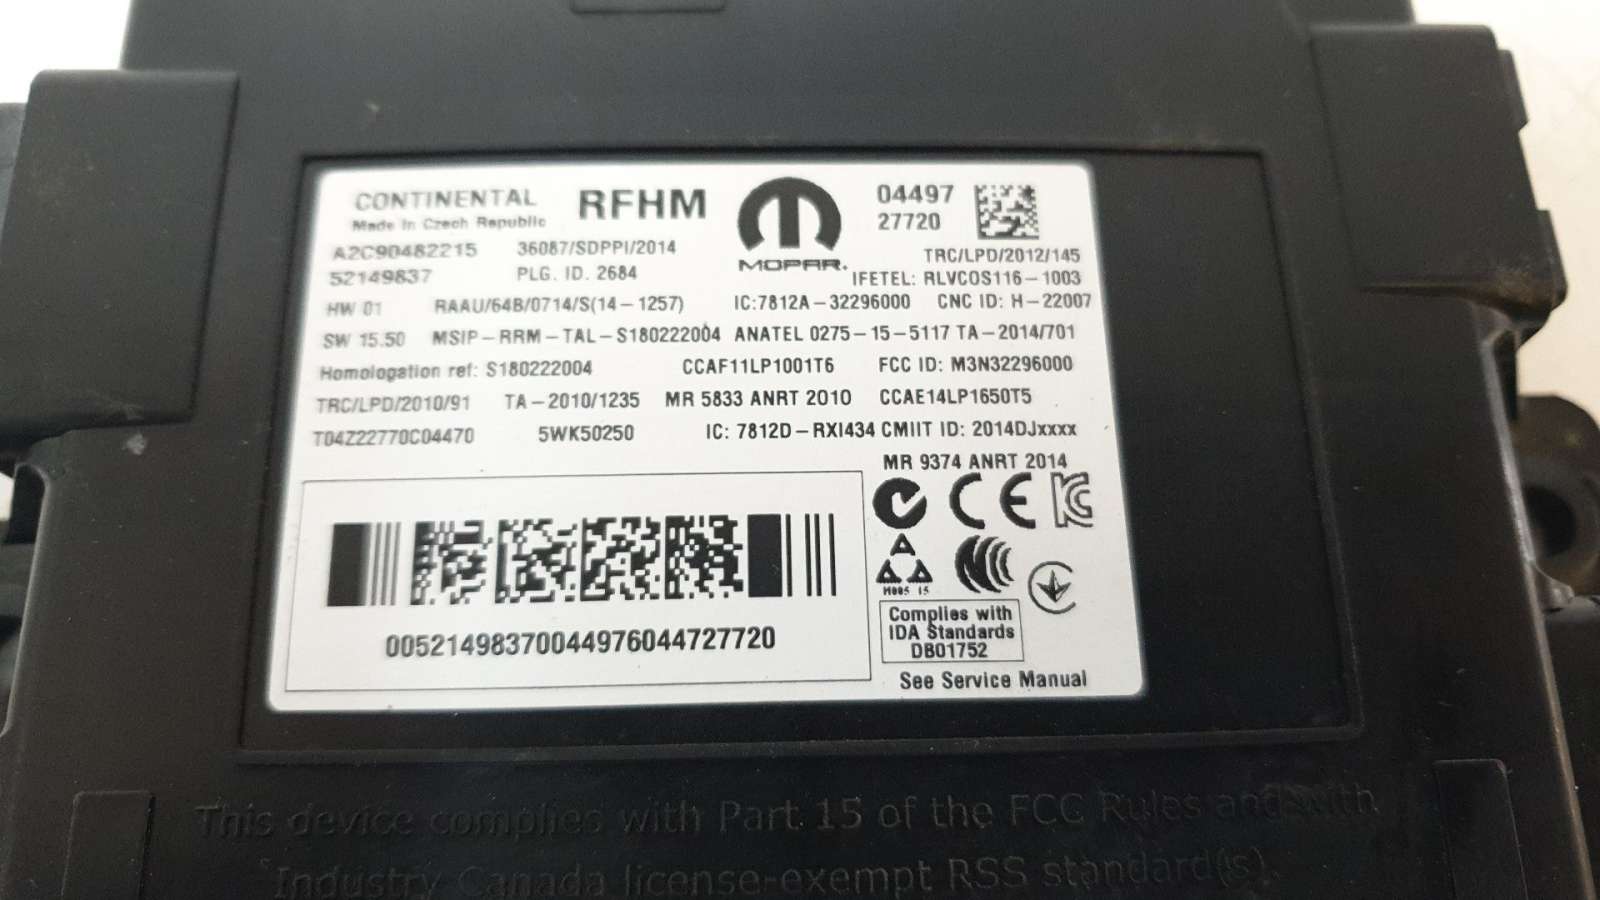 CONTINENTAL RFHM 04497
Made in Czech Republic 27720
MOPAR.
A2C90482215 36087/SDPPI/2014 TRC/LPD/2012/145
52149837 PLG. ID. 2684 IFETEL: RLVCOS116-1003
HW 01 RAAU/64B/0714/S(14-1257) IC:7812A-32296000 CNC ID: H-22007
SW 15.50 MSIP-RRM-TAL-S180222004 ANATEL 0275-15-5117 TA-2014/701
Homologation ref: S180222004 CCAF11LP1001T6 FCC ID: M3N32296000
TRC/LPD/2010/91 TA-2010/1235 MR 5833 ANRT 2010 CCAE14LP1650T5
T04Z22770C04470 5WK50250 IC: 7812D-RXI434 CMIIT ID: 2014DJxxxx
MR 9374 ANRT 2014
CE
M005 15
Complies with
IDA Standards
DB01752
00521498370044976044727720
See Service Manual
This device complies with Part 15 of the FCC Rules and with
Industry Canada license-exempt RSS standard(s).